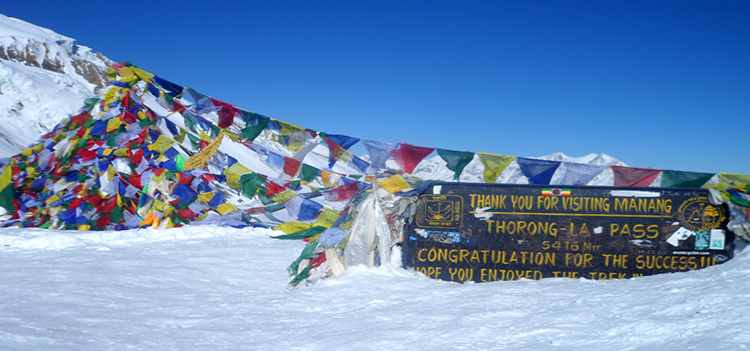 THANK YOU FOR VISITING MANANG
THORONG-LA PASS
5416 Mtr
CONGRATULATION FOR THE SUCCESS!!!
HOPE YOU ENJOYED THE TREK